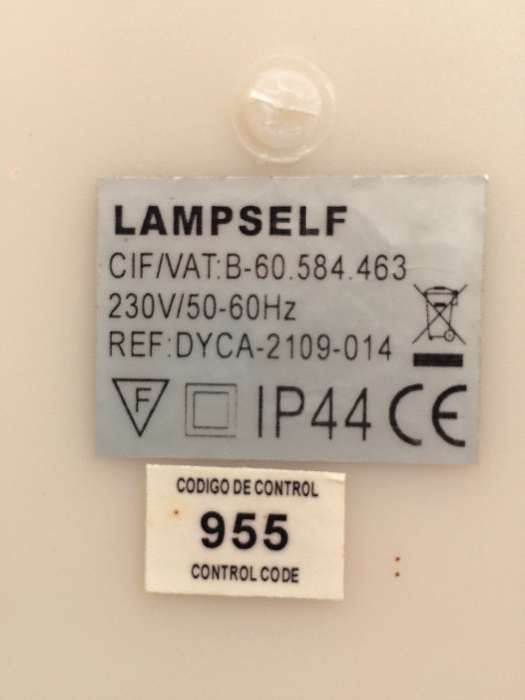 LAMPSELF
CIF/VAT:B-60.584.463
230V/50-60Hz
REF:DYCA-2109-014
F IP44 CE
CODIGO DE CONTROL
955
CONTROL CODE